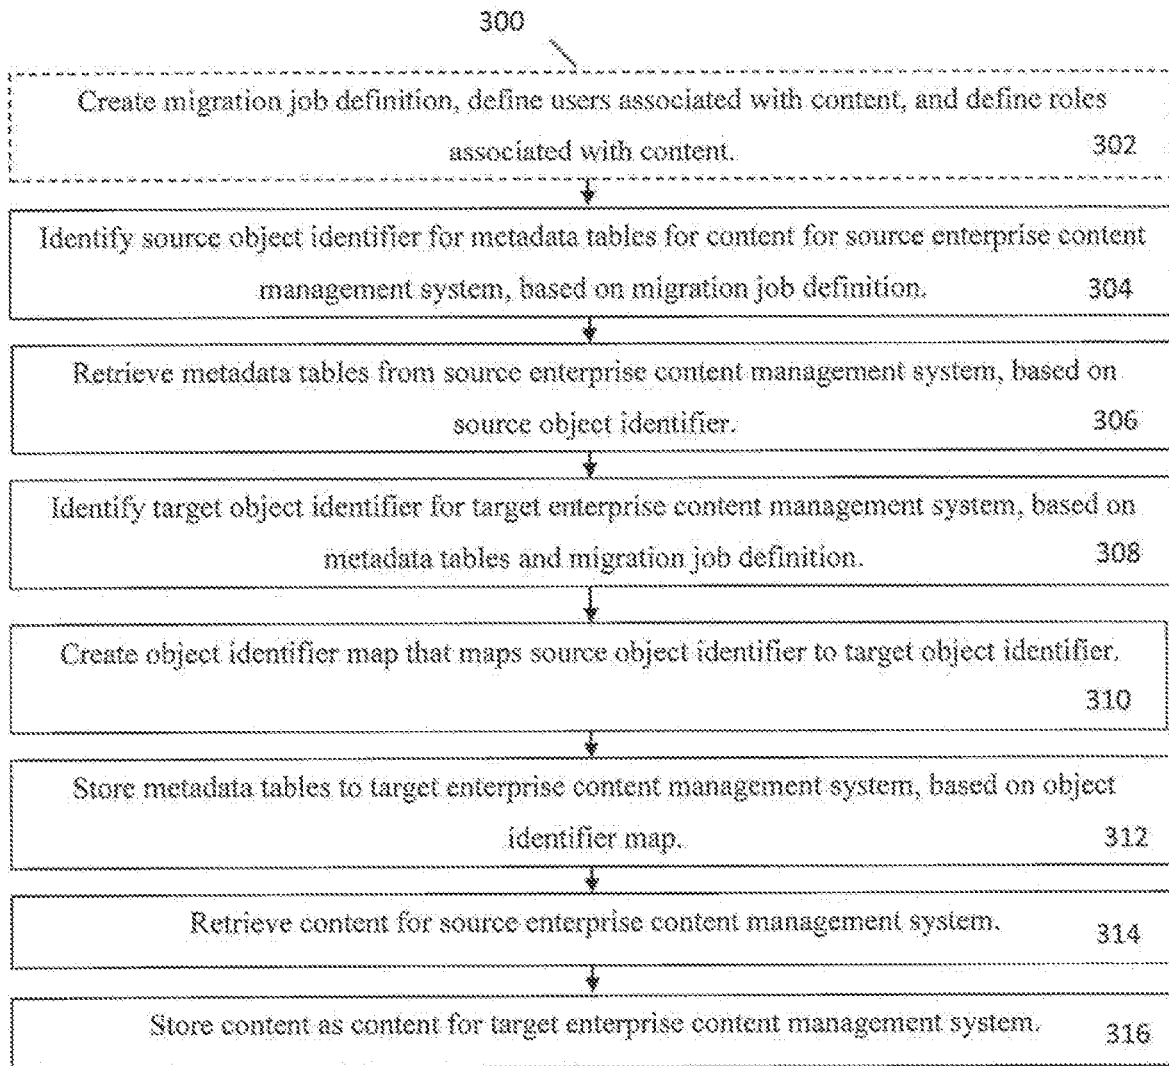 300
Create migration job definition, define users associated with content, and define roles
associated with content.
302
Identify source object identifier for metadata tables for content for source enterprise content
management system, based on migration job definition.
304
Retrieve metadata tables from source enterprise content management system, based on
source object identifier.
306
Identify target object identifier for target enterprise content management system, based on
metadata tables and migration job definition.
308
Create object identifier map that maps source object identifier to target object identifier.
310
Store metadata tables to target enterprise content management system, based on object
identifier map.
312
Retrieve content for source enterprise content management system.
314
Store content as content for target enterprise content management system.
316